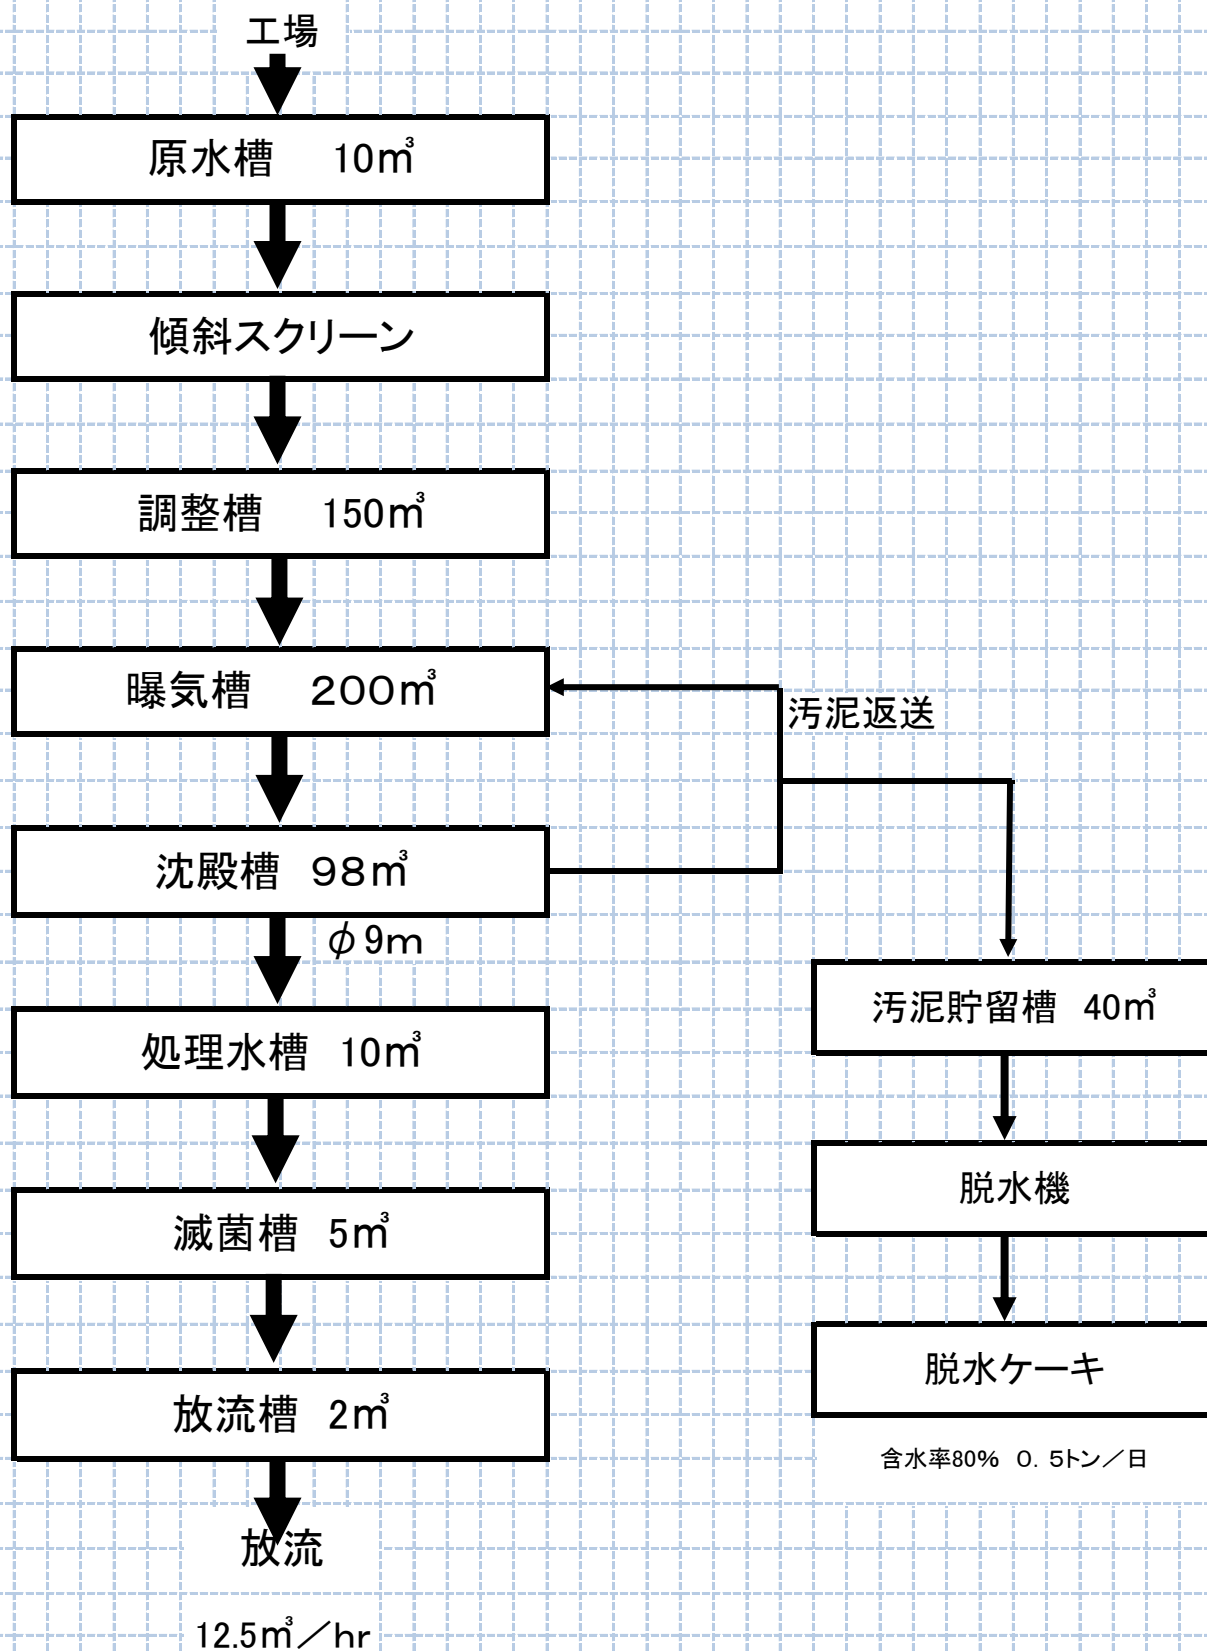 工場
原水槽 10㎥
傾斜スクリーン
調整槽 150㎥
曝気槽 200㎥
汚泥返送
沈殿槽 98㎥
φ9m
処理水槽 10㎥
滅菌槽 5㎥
放流槽 2㎥
放流
12.5㎥/hr
汚泥貯留槽 40㎥
脱水機
脱水ケーキ
含水率80% 0.5トン/日